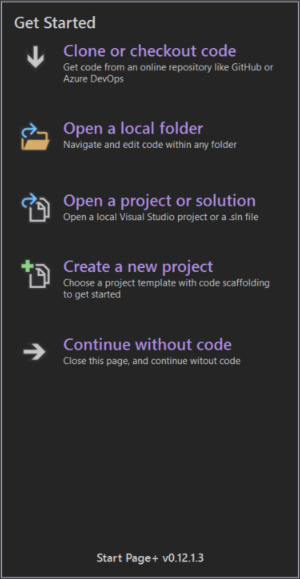 Get Started
Clone or checkout code
Get code from an online repository like GitHub or
Azure DevOps
Open a local folder
Navigate and edit code within any folder
Open a project or solution
Open a local Visual Studio project or a .sln file
Create a new project
Choose a project template with code scaffolding
to get started
Continue without code
Close this page, and continue witout code
Start Page+ v0.12.1.3